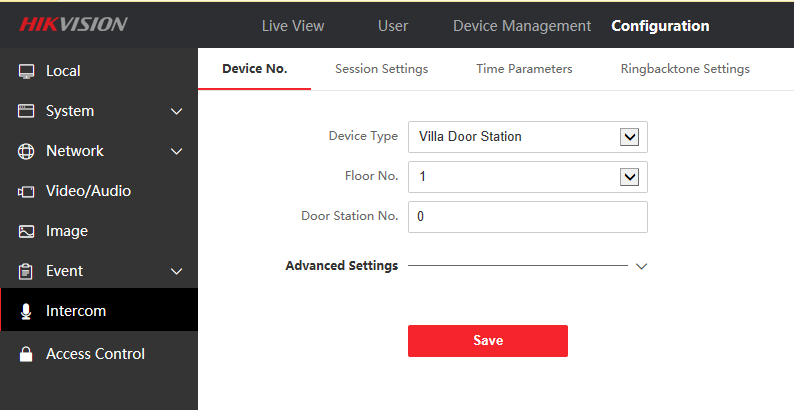 HIKVISION
Live View User Device Management Configuration
Local
System
Network
Video/Audio
Image
Event
Intercom
Access Control
Device No. Session Settings Time Parameters Ringbacktone Settings
Device Type Villa Door Station
Floor No. 1
Door Station No. 0
Advanced Settings
Save